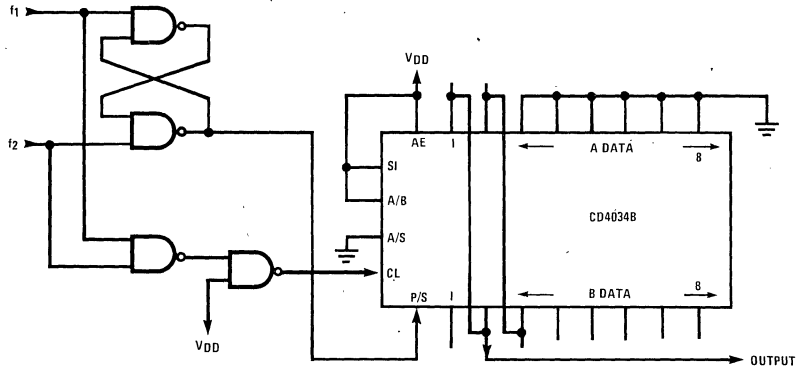 f1
f2
VDD
AE
1
A DATA
8
SI
A/B
CD4034B
A/S
CL
P/S
1
B DATA
8
VDD
OUTPUT